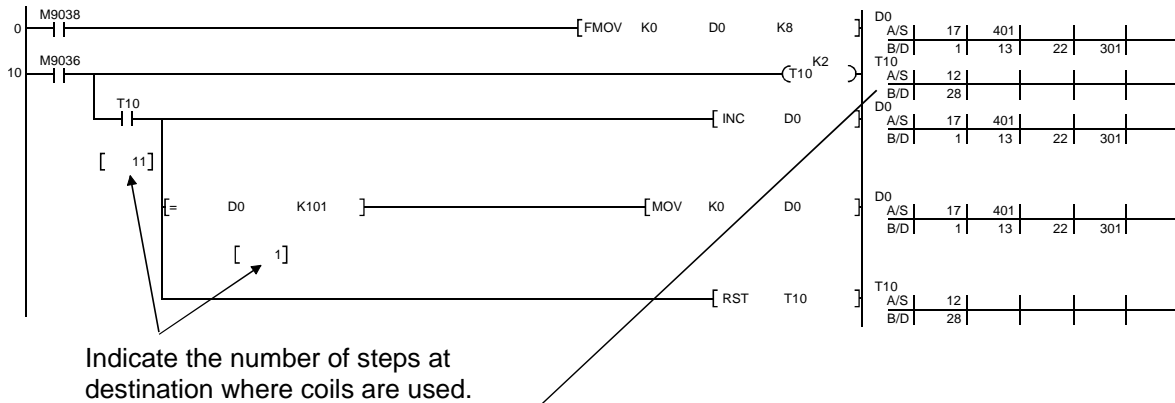 M9038
0 [FMOV K0 D0 K8 ]
D0
A/S 17 401
B/D 1 13 22 301
M9036
10 (T10 K2 )
T10
A/S 12
B/D 28
T10
[ INC D0 ]
D0
A/S 17 401
B/D 1 13 22 301
[ 11]
[= D0 K101 ] [MOV K0 D0 ]
D0
A/S 17 401
B/D 1 13 22 301
[ 1]
[RST T10 ]
T10
A/S 12
B/D 28
Indicate the number of steps at
destination where coils are used.